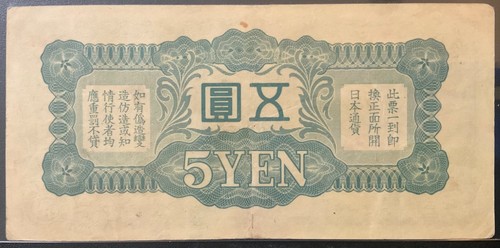 五圓
此票一到即
換正面所開
日本通貨
如有偽造變
造仿造或知
情行使者均
應重罰不貸
5YEN